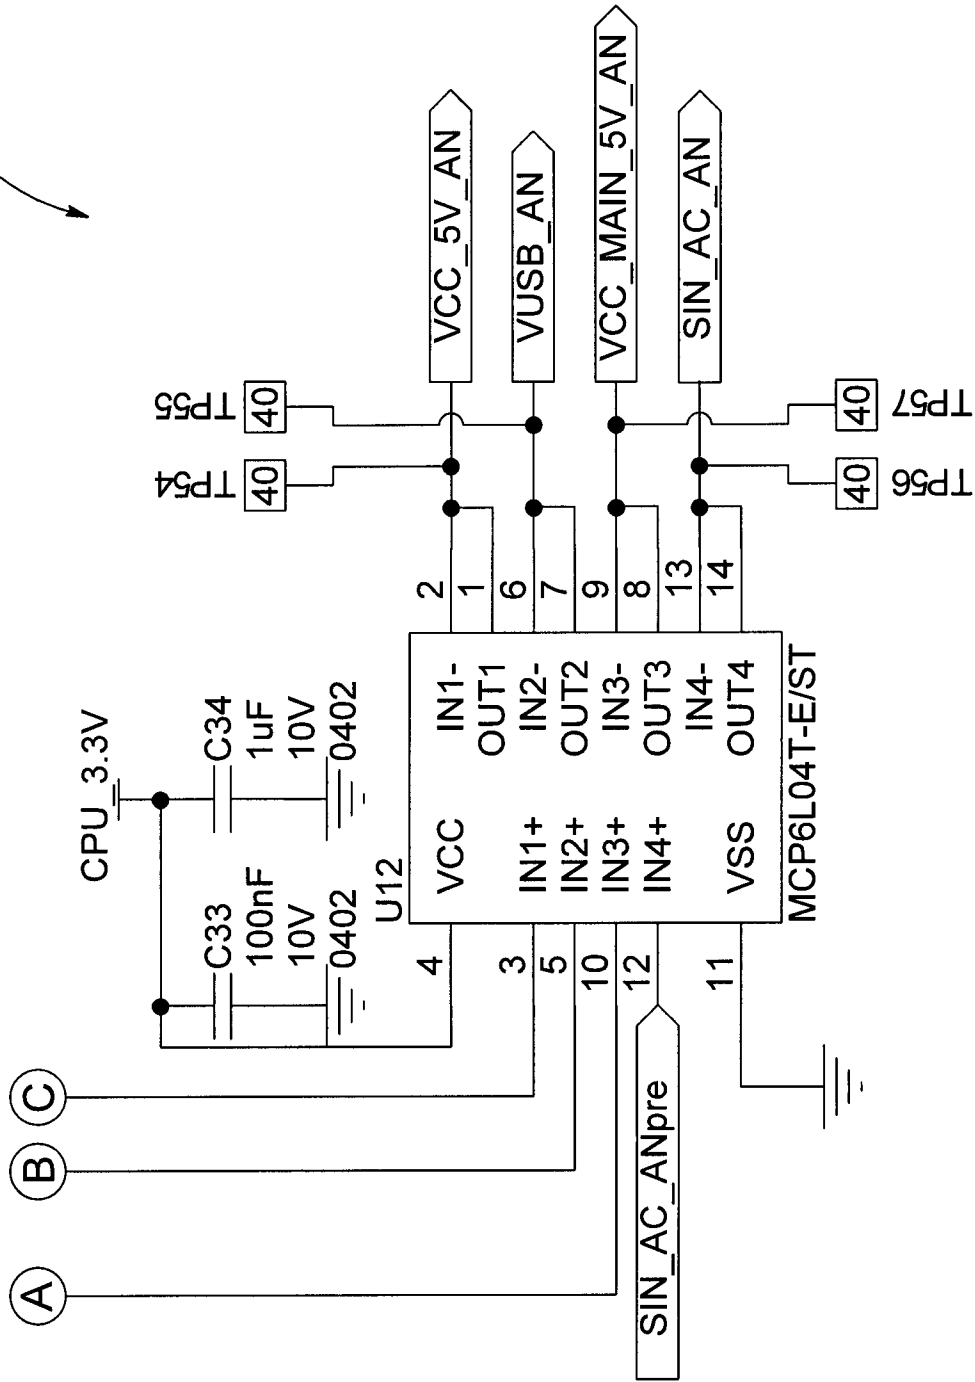 CPU_3.3V
C33
100nF
10V
0402
C34
1uF
10V
0402
A
B
C
U12
4
VCC
3
IN1+
5
IN2+
10
IN3+
12
IN4+
11
VSS
SIN_AC_ANpre
IN1-
2
OUT1
1
IN2-
6
OUT2
7
IN3-
9
OUT3
8
IN4-
13
OUT4
14
MCP6L04T-E/ST
TP54
40
TP55
40
VCC_5V_AN
VUSB_AN
VCC_MAIN_5V_AN
SIN_AC_AN
40
TP56
40
TP57